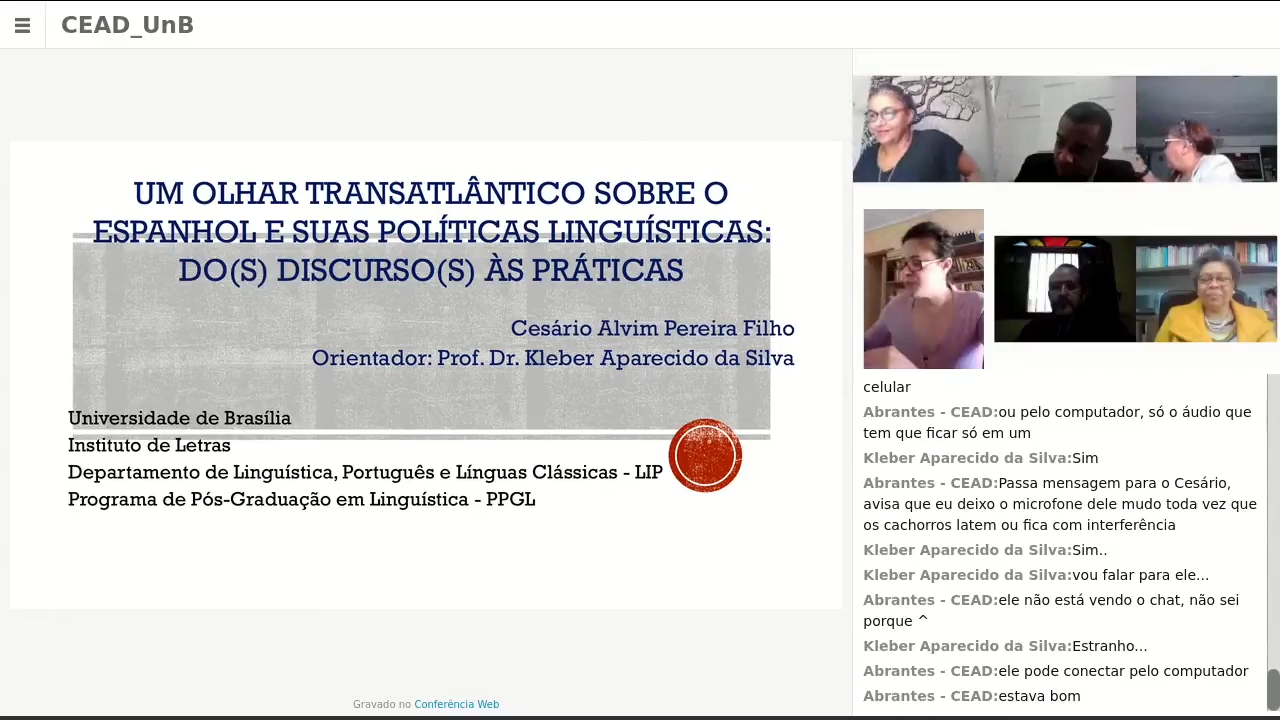 CEAD_UnB
UM OLHAR TRANSATLÂNTICO SOBRE O
ESPANHOL E SUAS POLÍTICAS LINGUÍSTICAS:
DO(S) DISCURSO(S) ÀS PRÁTICAS
Cesário Alvim Pereira Filho
Orientador: Prof. Dr. Kleber Aparecido da Silva
Universidade de Brasília
Instituto de Letras
Departamento de Linguística, Português e Línguas Clássicas - LIP
Programa de Pós-Graduação em Linguística - PPGL
Gravado no Conferência Web
celular
Abrantes - CEAD:ou pelo computador, só o áudio que
tem que ficar só em um
Kleber Aparecido da Silva:Sim
Abrantes - CEAD:Passa mensagem para o Cesário,
avisa que eu deixo o microfone dele mudo toda vez que
os cachorros latem ou fica com interferência
Kleber Aparecido da Silva:Sim..
Kleber Aparecido da Silva:vou falar para ele...
Abrantes - CEAD:ele não está vendo o chat, não sei
porque ^
Kleber Aparecido da Silva:Estranho...
Abrantes - CEAD:ele pode conectar pelo computador
Abrantes - CEAD:estava bom